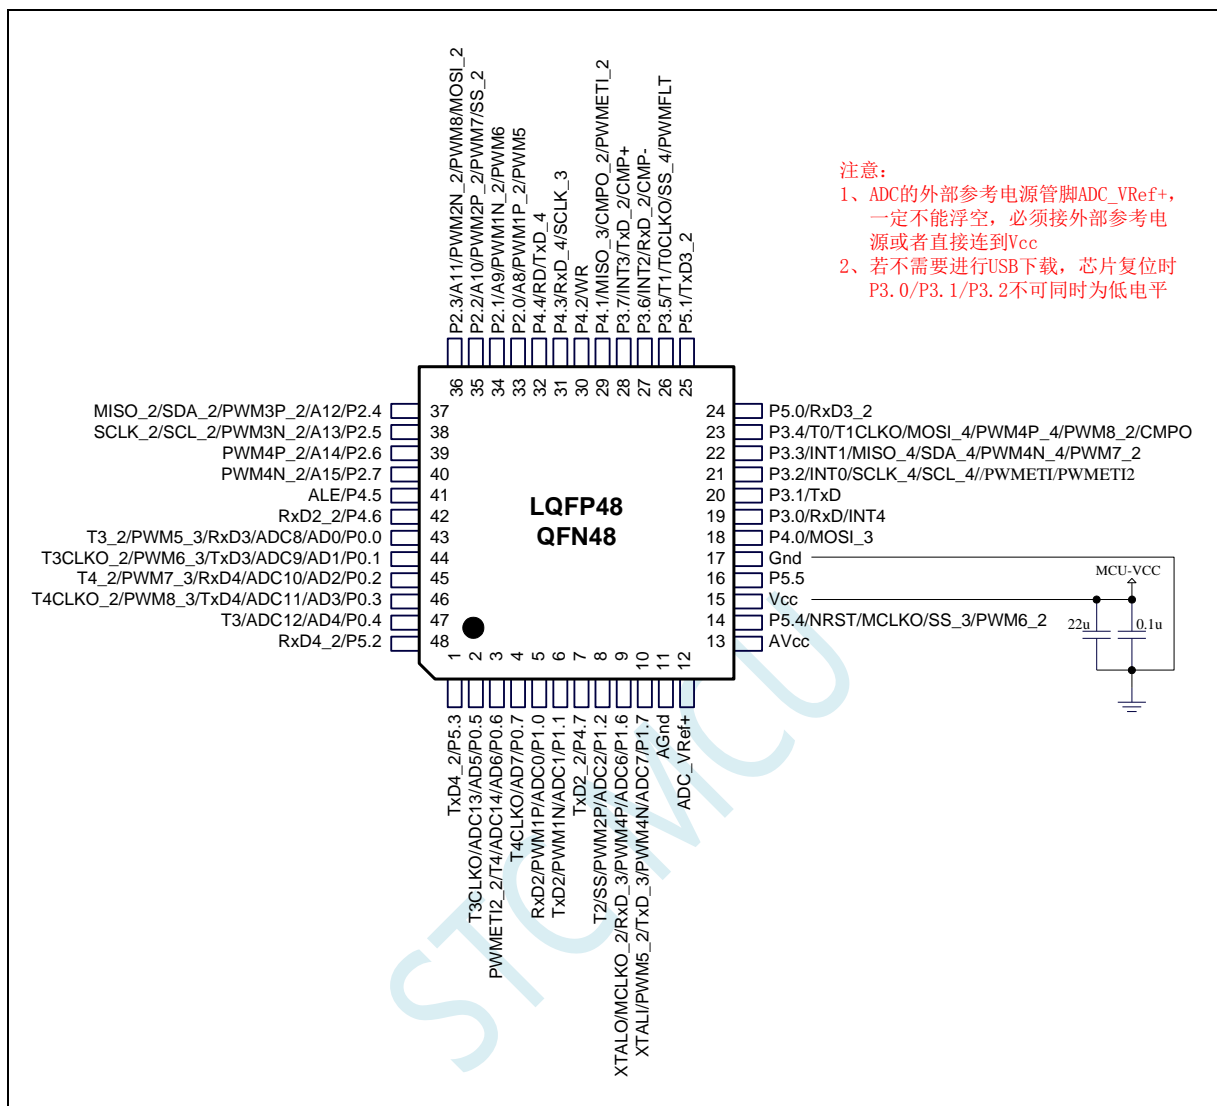 P2.3/A11/PWM2N_2/PWM8/MOSI_2
P2.2/A10/PWM2P_2/PWM7/SS_2
P2.1/A9/PWM1N_2/PWM6
P2.0/A8/PWM1P_2/PWM5
P4.4/RD/TxD_4
P4.3/RxD_4/SCLK_3
P4.2/WR
P4.1/MISO_3/CMPO_2/PWMETI_2
P3.7/INT3/TxD_2/CMP+
P3.6/INT2/RxD_2/CMP-
P3.5/T1/T0CLKO/SS_4/PWMFLT
P5.1/TxD3_2
注意:
1、ADC的外部参考电源管脚ADC_VRef+,
一定不能浮空，必须接外部参考电
源或者直接连到Vcc
2、若不需要进行USB下载，芯片复位时
P3.0/P3.1/P3.2不可同时为低电平
36 35 34 33 32 31 30 29 28 27 26 25
MISO_2/SDA_2/PWM3P_2/A12/P2.4 37
SCLK_2/SCL_2/PWM3N_2/A13/P2.5 38
PWM4P_2/A14/P2.6 39
PWM4N_2/A15/P2.7 40
ALE/P4.5 41
RxD2_2/P4.6 42
T3_2/PWM5_3/RxD3/ADC8/AD0/P0.0 43
T3CLKO_2/PWM6_3/TxD3/ADC9/AD1/P0.1 44
T4_2/PWM7_3/RxD4/ADC10/AD2/P0.2 45
T4CLKO_2/PWM8_3/TxD4/ADC11/AD3/P0.3 46
T3/ADC12/AD4/P0.4 47
RxD4_2/P5.2 48
LQFP48
QFN48
24 P5.0/RxD3_2
23 P3.4/T0/T1CLKO/MOSI_4/PWM4P_4/PWM8_2/CMPO
22 P3.3/INT1/MISO_4/SDA_4/PWM4N_4/PWM7_2
21 P3.2/INT0/SCLK_4/SCL_4//PWMETI/PWMETI2
20 P3.1/TxD
19 P3.0/RxD/INT4
18 P4.0/MOSI_3
17 Gnd
16 P5.5
15 Vcc
14 P5.4/NRST/MCLKO/SS_3/PWM6_2
13 AVcc
MCU-VCC
22u 0.1u
1 2 3 4 5 6 7 8 9 10 11 12
TxD4_2/P5.3
T3CLKO/ADC13/AD5/P0.5
PWMETI2_2/T4/ADC14/AD6/P0.6
T4CLKO/AD7/P0.7
RxD2/PWM1P/ADC0/P1.0
TxD2/PWM1N/ADC1/P1.1
TxD2_2/P4.7
T2/SS/PWM2P/ADC2/P1.2
XTALO/MCLKO_2/RxD_3/PWM4P/ADC6/P1.6
XTALI/PWM5_2/TxD_3/PWM4N/ADC7/P1.7
AGnd
ADC_VRef+
STCMCU